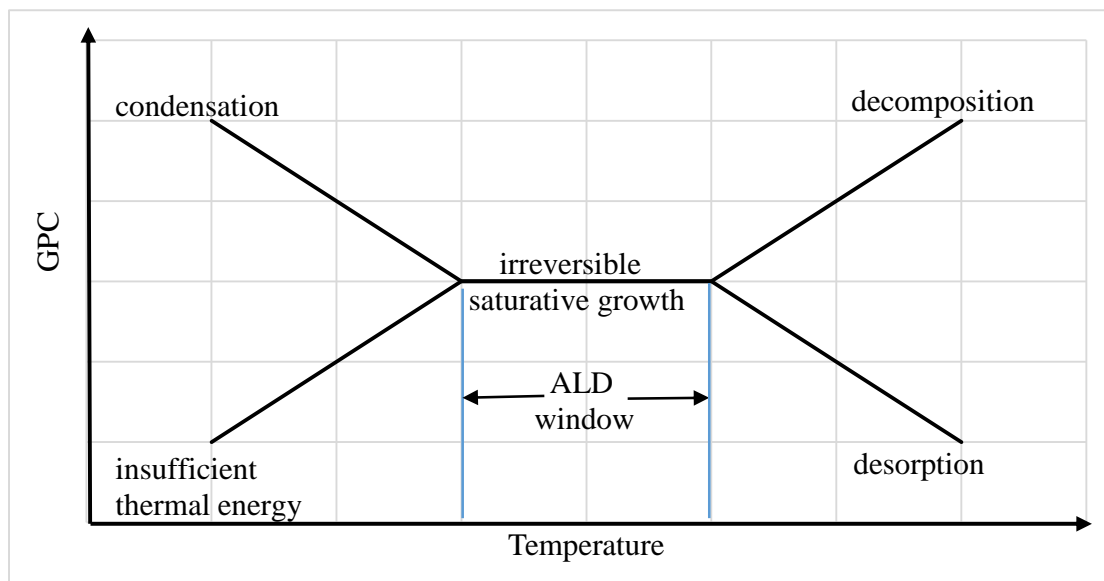 condensation
decomposition
GPC
irreversible
saturative growth
ALD
window
insufficient
thermal energy
desorption
Temperature